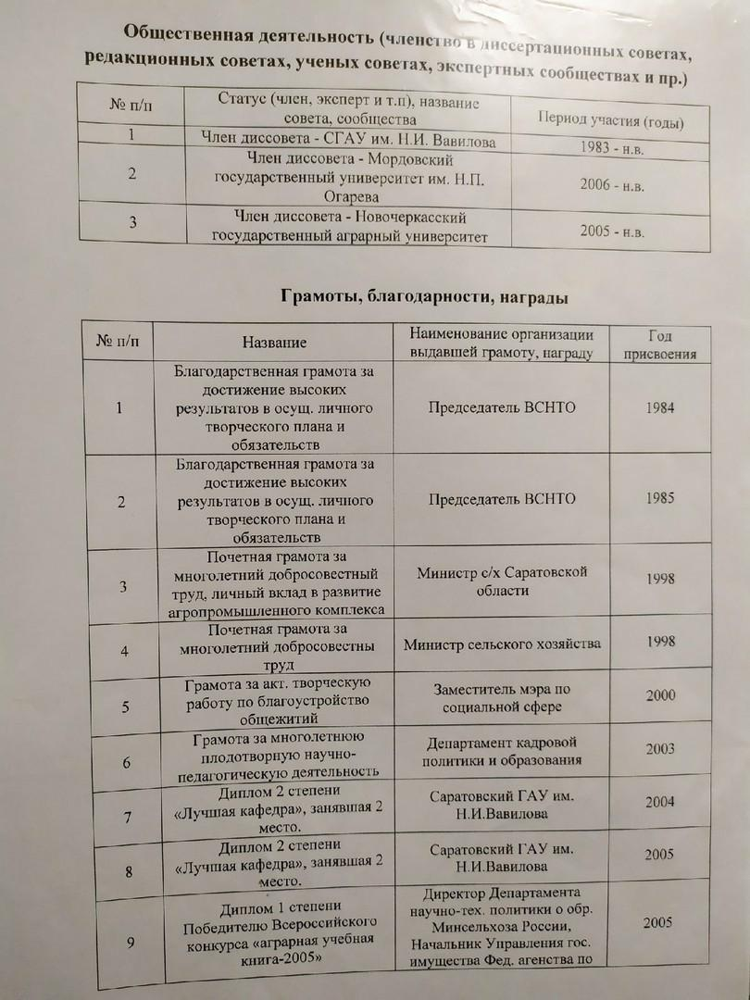 Общественная деятельность (членство в диссертационных советах,
редакционных советах, ученых советах, экспертных сообществах и пр.)
№ п/п
Статус (член, эксперт и т.п), название
совета, сообщества
Период участия (годы)
1
Член диссовета - СГАУ им. Н.И. Вавилова
1983 - н.в.
2
Член диссовета - Мордовский
государственный университет им. Н.П.
Огарева
2006 - н.в.
3
Член диссовета - Новочеркасский
государственный аграрный университет
2005 - н.в.
Грамоты, благодарности, награды
№ п/п
Название
Наименование организации
выдавшей грамоту, награду
Год
присвоения
1
Благодарственная грамота за
достижение высоких
результатов в осущ. личного
творческого плана и
обязательств
Председатель ВСНТО
1984
2
Благодарственная грамота за
достижение высоких
результатов в осущ. личного
творческого плана и
обязательств
Председатель ВСНТО
1985
3
Почетная грамота за
многолетний добросовестный
труд, личный вклад в развитие
агропромышленного комплекса
Министр с/х Саратовской
области
1998
4
Почетная грамота за
многолетний добросовестны
труд
Министр сельского хозяйства
1998
5
Грамота за акт. творческую
работу по благоустройство
общежитий
Заместитель мэра по
социальной сфере
2000
6
Грамота за многолетнюю
плодотворную научно-
педагогическую деятельность
Департамент кадровой
политики и образования
2003
7
Диплом 2 степени
«Лучшая кафедра», занявшая 2
место.
Саратовский ГАУ им.
Н.И.Вавилова
2004
8
Диплом 2 степени
«Лучшая кафедра», занявшая 2
место.
Саратовский ГАУ им.
Н.И.Вавилова
2005
9
Диплом 1 степени
Победителю Всероссийского
конкурса «аграрная учебная
книга-2005»
Директор Департамента
научно-тех. политики о обр.
Минсельхоза России,
Начальник Управления гос.
имущества Фед. агенства по
2005